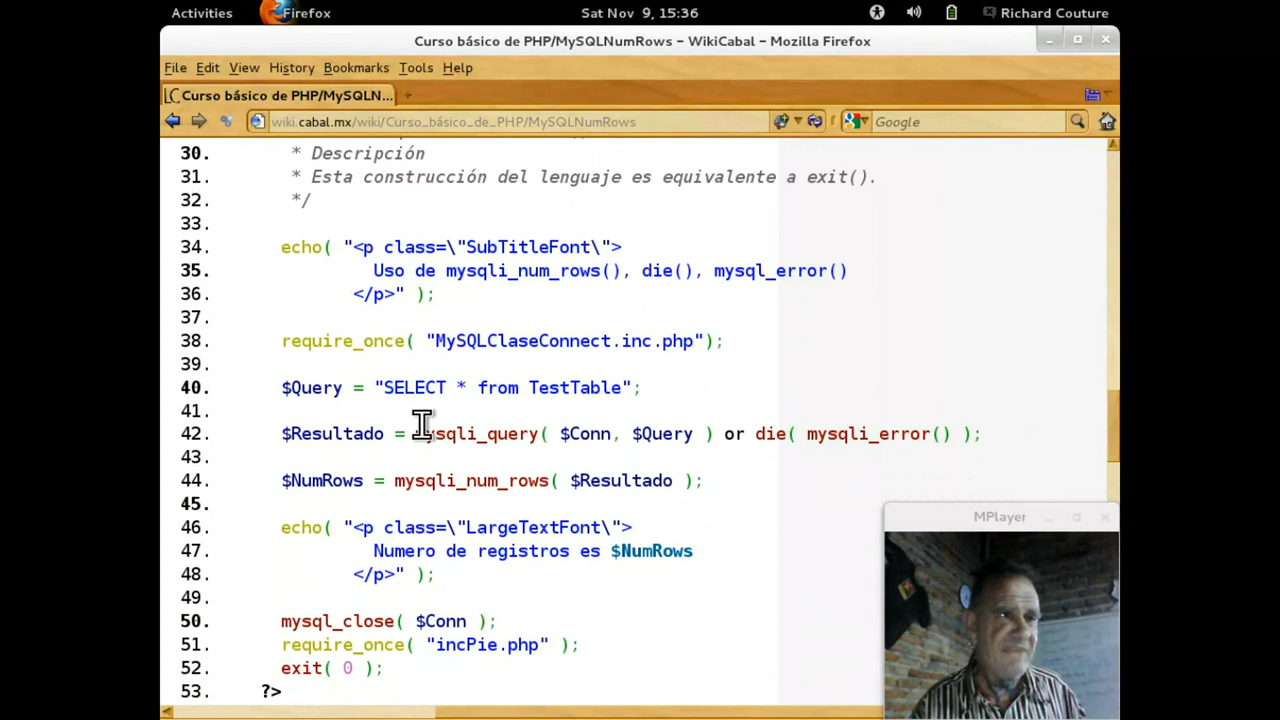 Activities Firefox Sat Nov 9, 15:36 Richard Couture
Curso básico de PHP/MySQLNumRows – WikiCabal – Mozilla Firefox
File Edit View History Bookmarks Tools Help
Curso básico de PHP/MySQLN...
wiki.cabal.mx/wiki/Curso_básico_de_PHP/MySQLNumRows Google
30. * Descripción
31. * Esta construcción del lenguaje es equivalente a exit().
32. */
33.
34. echo( "<p class=\"SubTitleFont\">
35. Uso de mysqli_num_rows(), die(), mysql_error()
36. </p>" );
37.
38. require_once( "MySQLClaseConnect.inc.php");
39.
40. $Query = "SELECT * from TestTable";
41.
42. $Resultado = mysqli_query( $Conn, $Query ) or die( mysqli_error() );
43.
44. $NumRows = mysqli_num_rows( $Resultado );
45.
46. echo( "<p class=\"LargeTextFont\">
47. Numero de registros es $NumRows
48. </p>" );
49.
50. mysql_close( $Conn );
51. require_once( "incPie.php" );
52. exit( 0 );
53. ?>
MPlayer